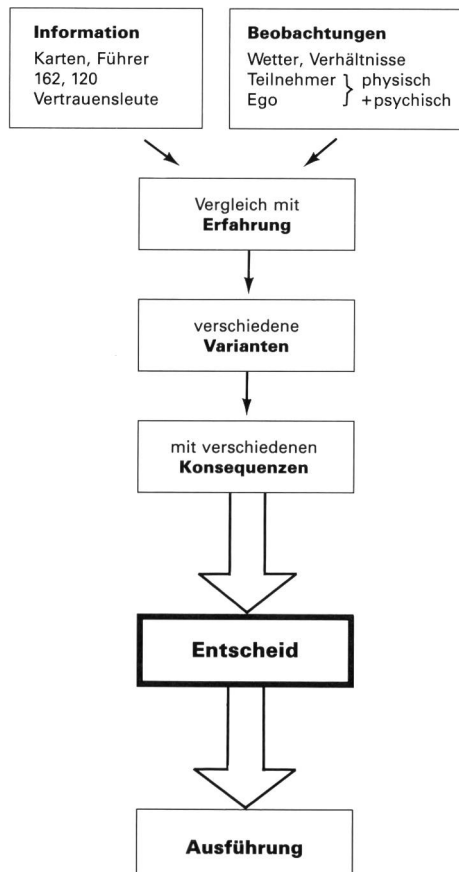 Information
Karten, Führer
162, 120
Vertrauensleute
Beobachtungen
Wetter, Verhältnisse
Teilnehmer } physisch
Ego } +psychisch
Vergleich mit
Erfahrung
verschiedene
Varianten
mit verschiedenen
Konsequenzen
Entscheid
Ausführung